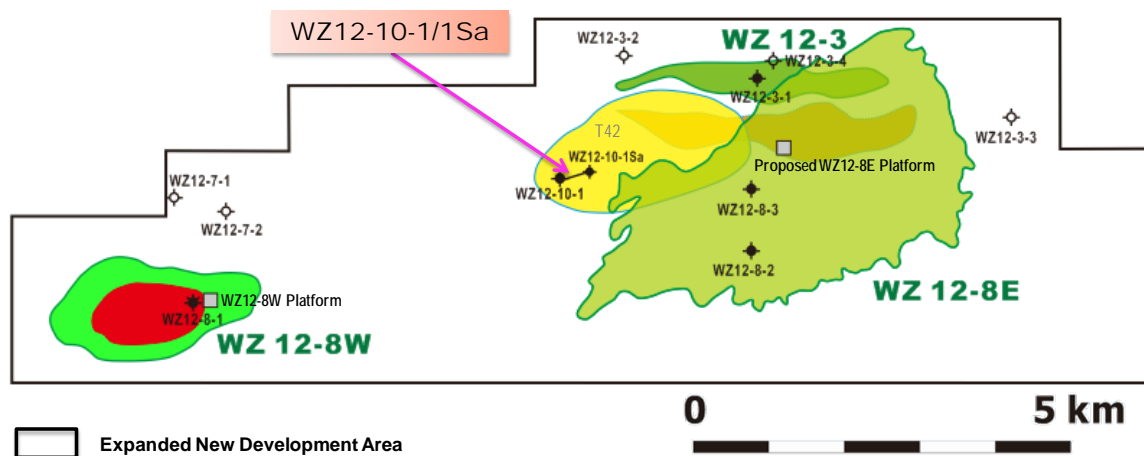 WZ12-10-1/1Sa
WZ12-3-2
WZ 12-3
WZ12-3-4
WZ12-3-1
WZ12-3-3
T42
WZ12-10-1Sa
WZ12-10-1
Proposed WZ12-8E Platform
WZ12-7-1
WZ12-7-2
WZ12-8-3
WZ12-8-2
WZ 12-8E
WZ12-8W Platform
WZ12-8-1
WZ 12-8W
0 5 km
Expanded New Development Area